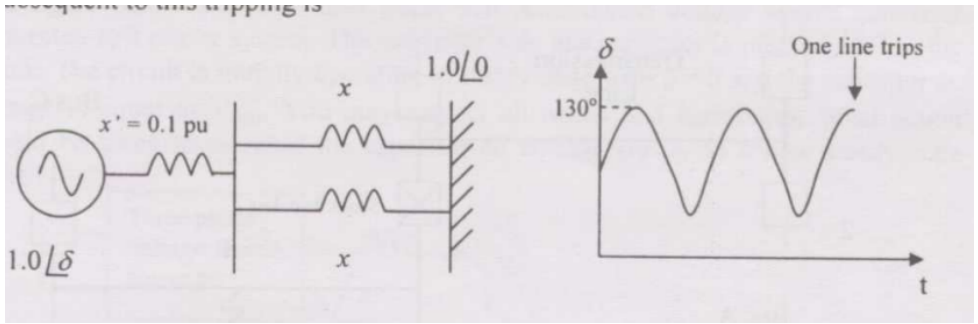 subsequent to this tripping is
1.0∠0
x
x' = 0.1 pu
x
1.0∠δ
δ
One line trips
130°
t